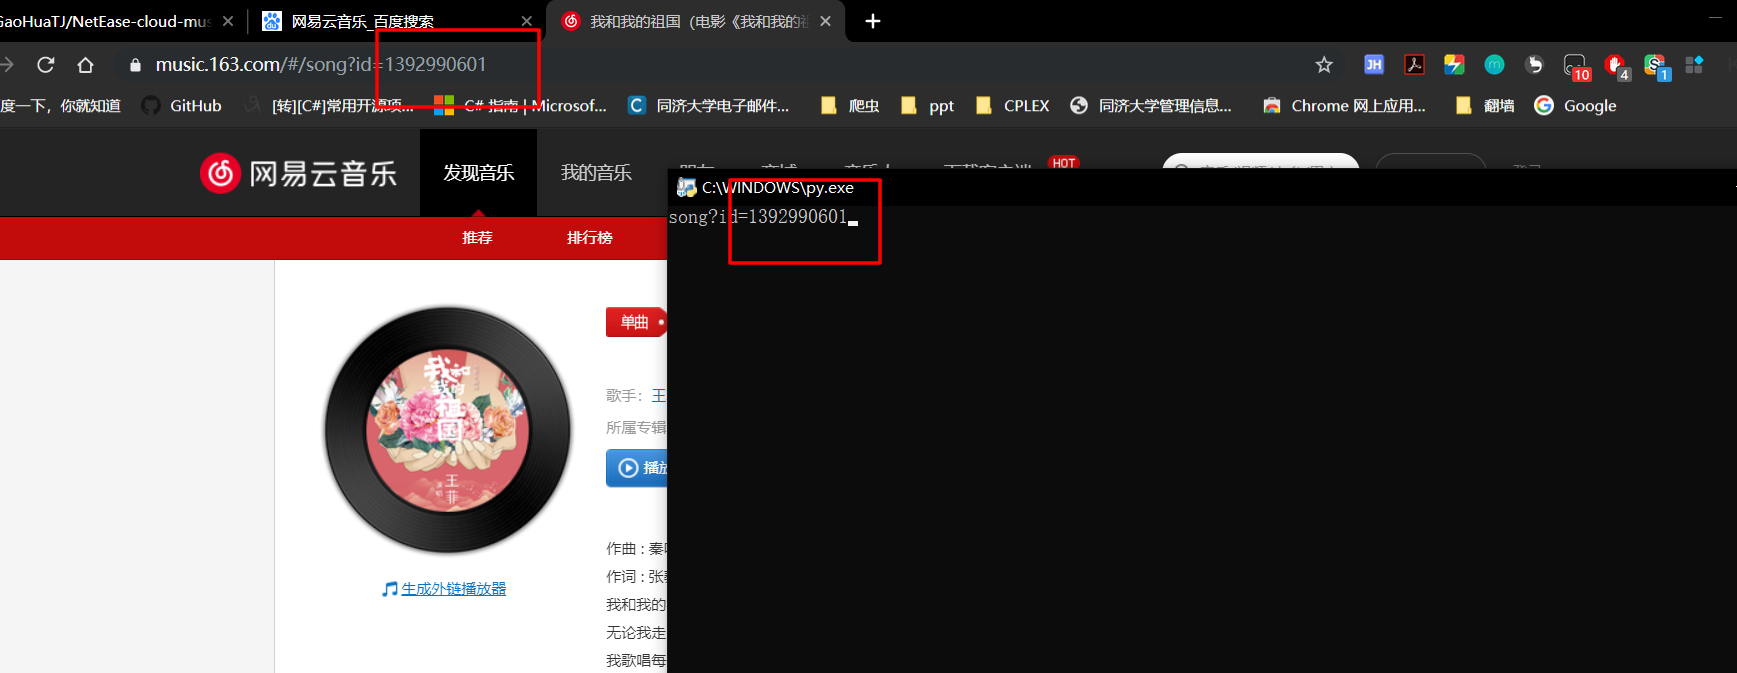 GaoHuaTJ/NetEase-cloud-mus
网易云音乐_百度搜索
我和我的祖国（电影《我和我的祖
music.163.com/#/song?id=1392990601
度一下，你就知道
GitHub
[转][C#]常用开源项...
C# 指南 | Microsof...
同济大学电子邮件...
爬虫
ppt
CPLEX
同济大学管理信息...
Chrome 网上应用...
翻墙
Google
JH
10
4
1
网易云音乐
发现音乐
我的音乐
HOT
C:\WINDOWS\py.exe
song?id=1392990601
推荐
排行榜
单曲
歌手：王
所属专辑
播放
我和我的祖国
王菲
演唱
生成外链播放器
作曲 : 秦
作词 : 张
我和我的
无论我走
我歌唱每